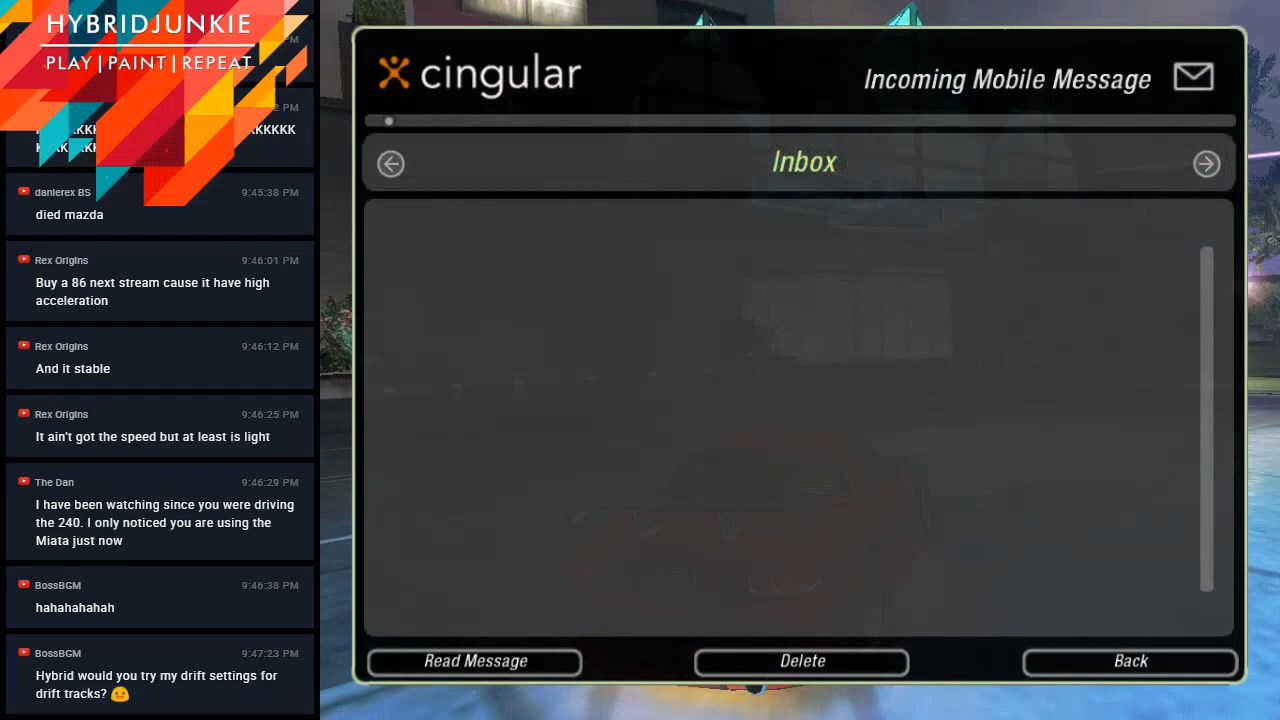 HYBRIDJUNKIE
PLAY|PAINT|REPEAT
PM
PM
danierex BS 9:45:38 PM
died mazda
Rex Origins 9:46:01 PM
Buy a 86 next stream cause it have high
acceleration
Rex Origins 9:46:12 PM
And it stable
Rex Origins 9:46:25 PM
It ain't got the speed but at least is light
The Dan 9:46:29 PM
I have been watching since you were driving
the 240. I only noticed you are using the
Miata just now
BossBGM 9:46:38 PM
hahahahahah
BossBGM 9:47:23 PM
Hybrid would you try my drift settings for
drift tracks?
cingular
Incoming Mobile Message
Inbox
Read Message
Delete
Back